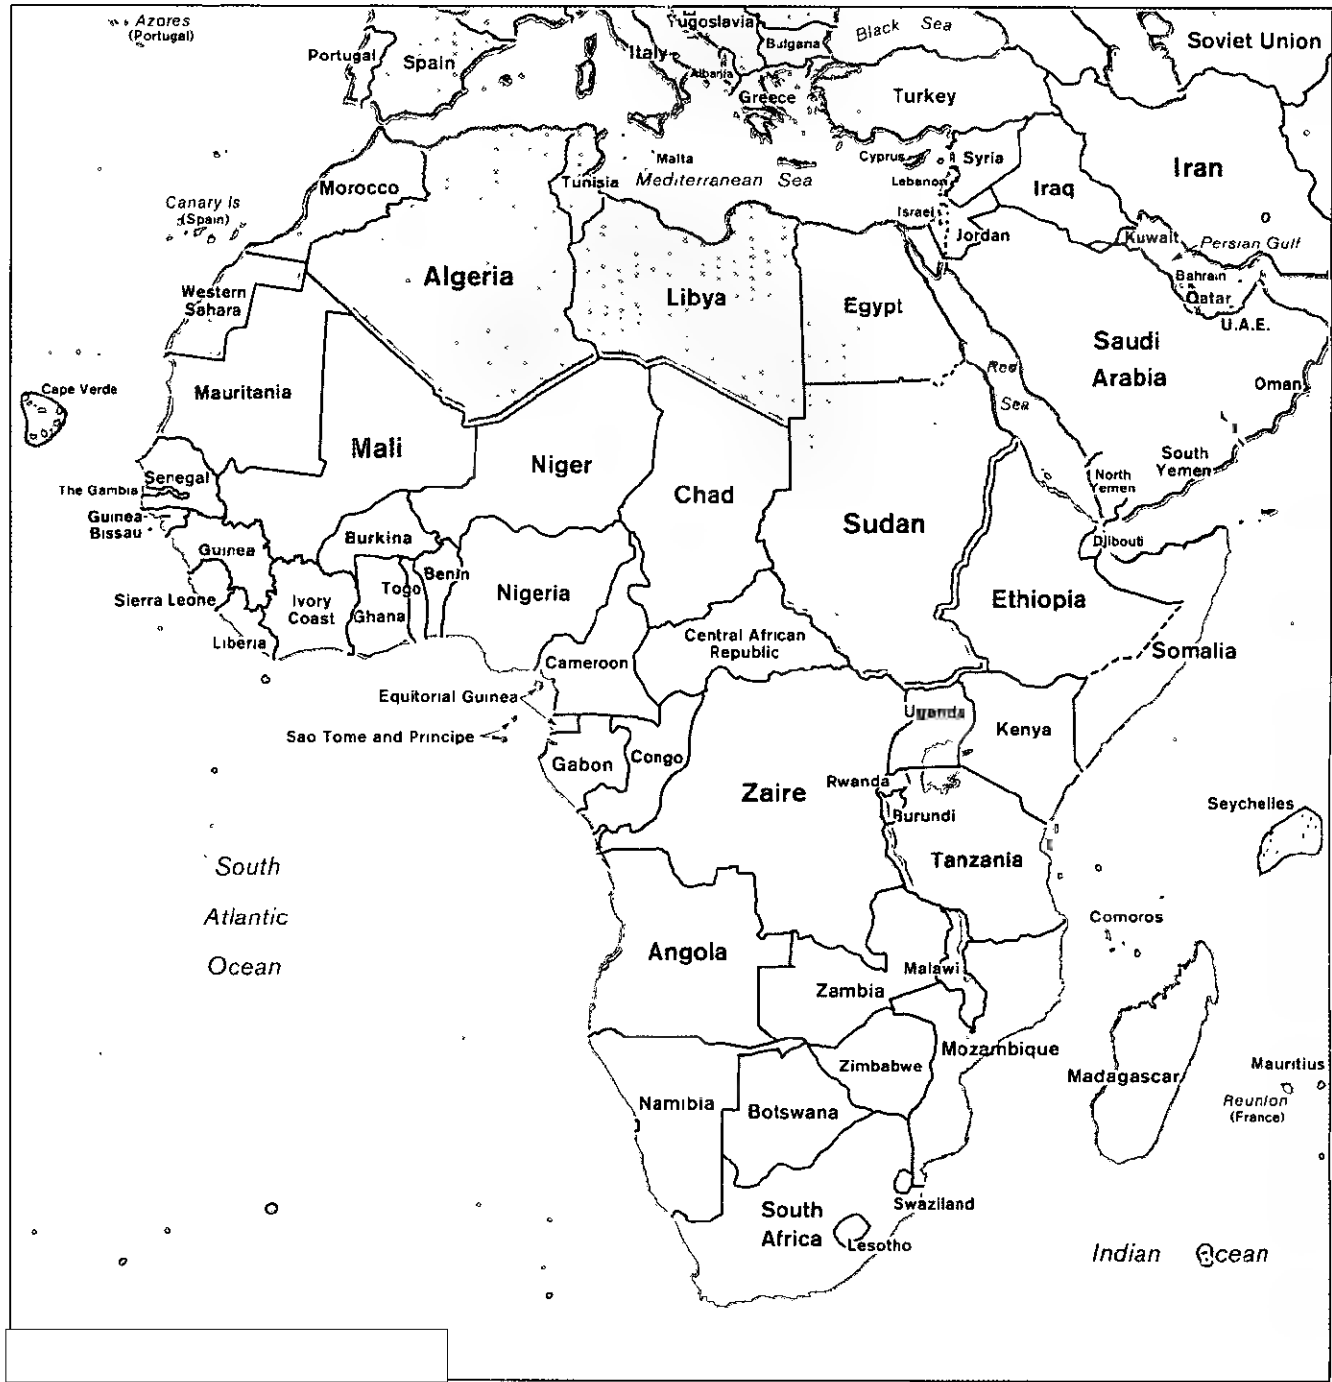 Azores
(Portugal)
Portugal
Spain
Italy
Yugoslavia
Albania
Bulgaria
Greece
Black Sea
Turkey
Soviet Union
Iran
Syria
Iraq
Cyprus
Lebanon
Israel
Jordan
Kuwait
Persian Gulf
Bahrain
Qatar
U.A.E.
Malta
Mediterranean Sea
Tunisia
Morocco
Canary Is
(Spain)
Algeria
Libya
Egypt
Western
Sahara
Saudi
Arabia
Red
Sea
Oman
Cape Verde
Mauritania
Mali
Niger
Chad
Sudan
South
Yemen
North
Yemen
Senegal
The Gambia
Guinea-
Bissau
Guinea
Burkina
Djibouti
Sierra Leone
Ivory
Coast
Ghana
Togo
Benin
Nigeria
Ethiopia
Liberia
Central African
Republic
Somalia
Cameroon
Equitorial Guinea
Sao Tome and Principe
Uganda
Kenya
Gabon
Congo
Zaire
Rwanda
Burundi
Tanzania
Seychelles
South
Atlantic
Ocean
Comoros
Angola
Malawi
Zambia
Mozambique
Zimbabwe
Madagascar
Mauritius
Reunion
(France)
Namibia
Botswana
Swaziland
South
Africa
Lesotho
Indian Ocean